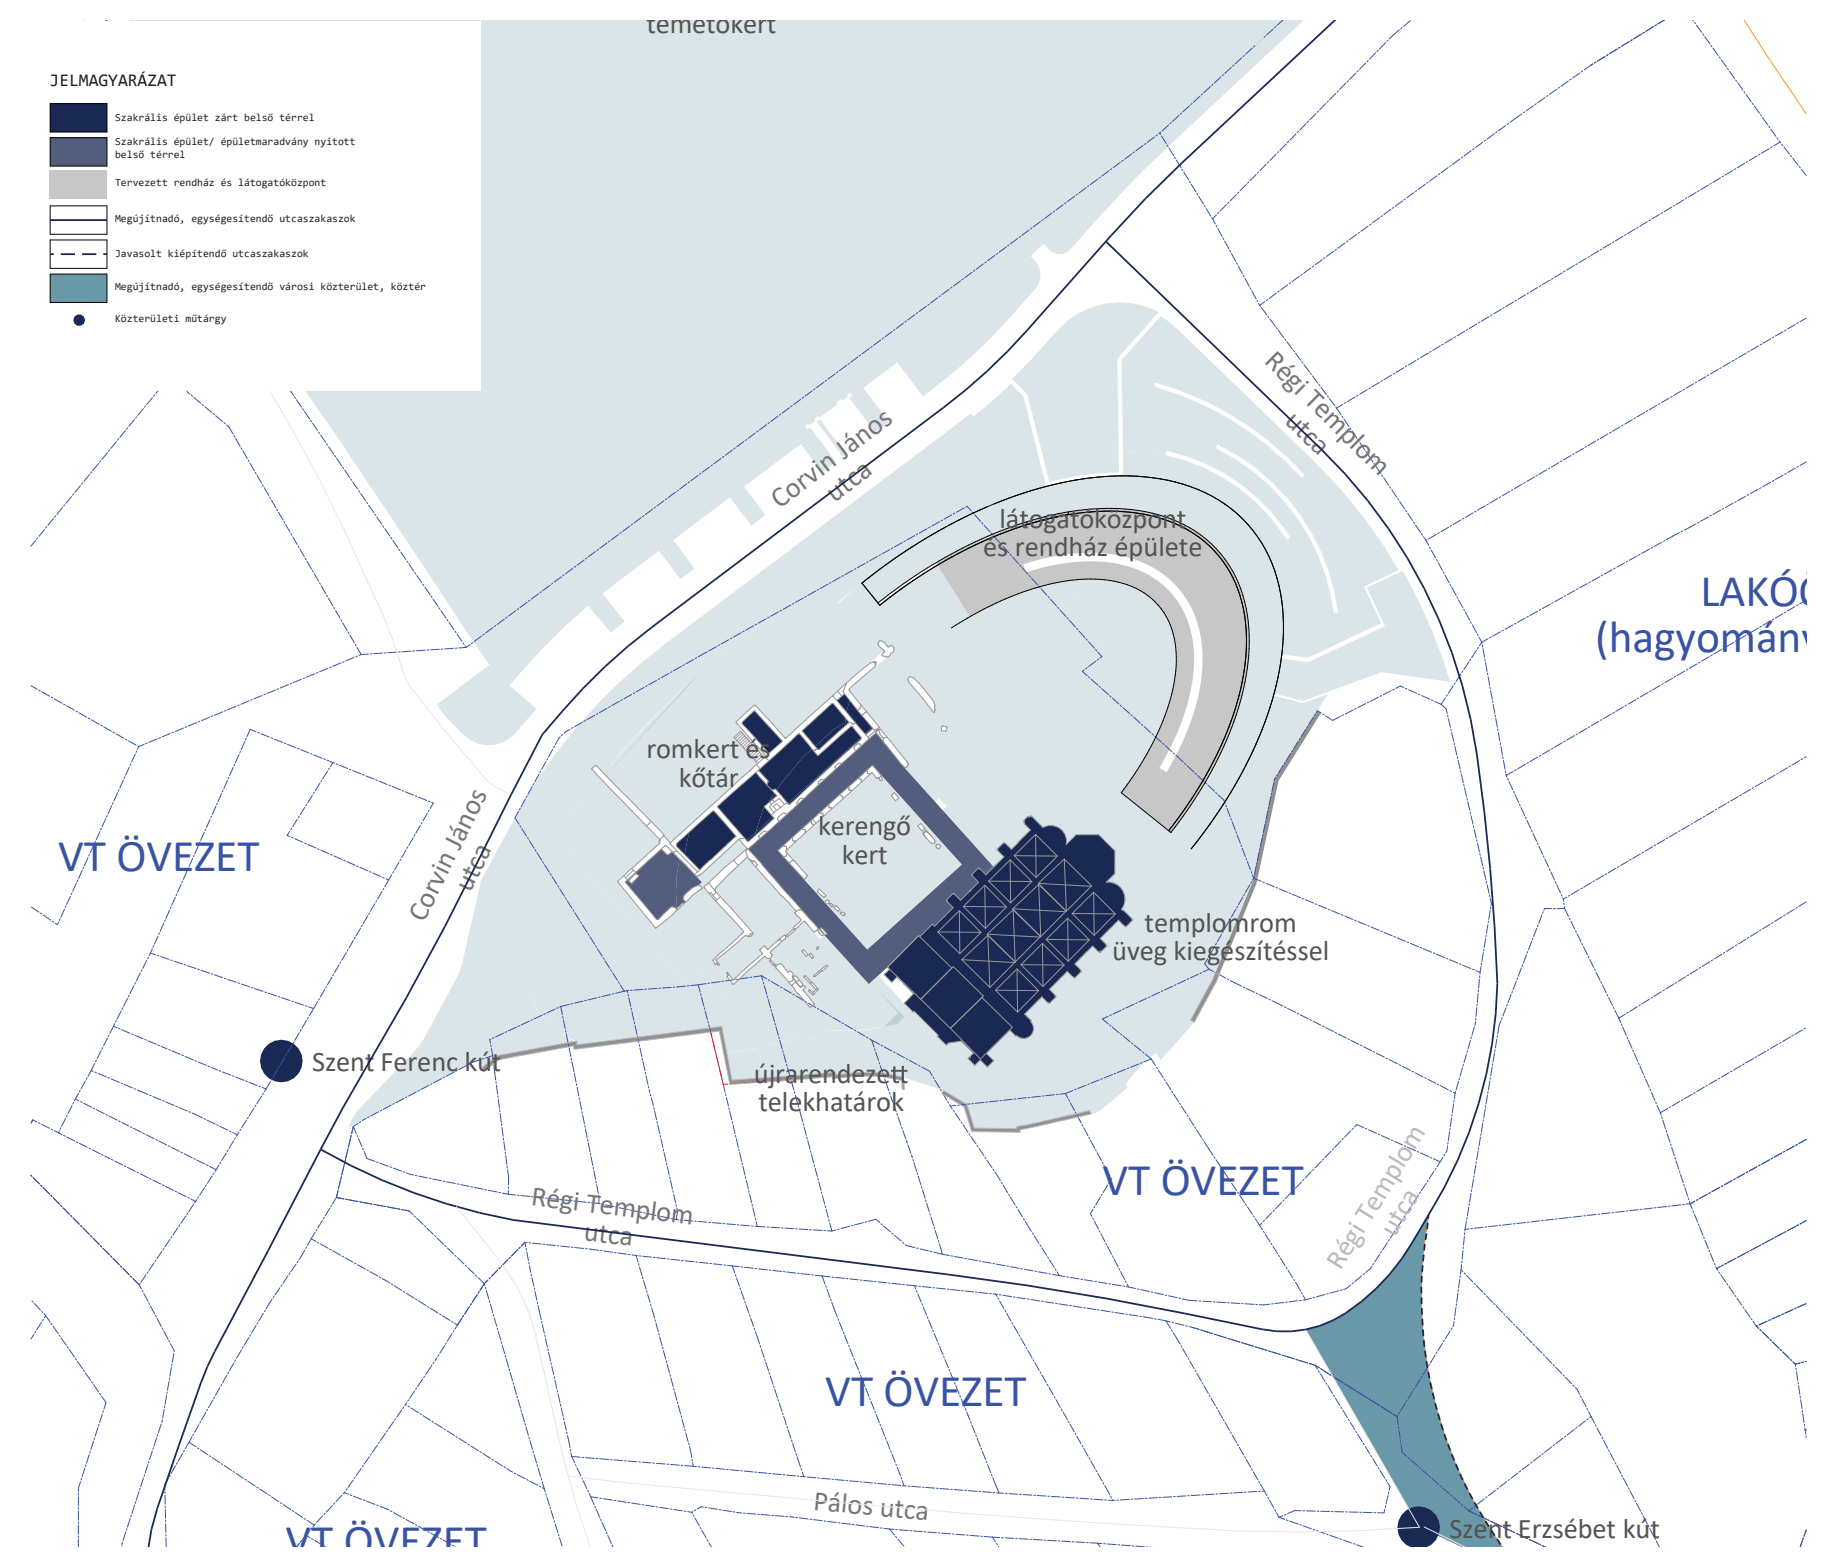 temetőkert
JELMAGYARÁZAT
Szakrális épület zárt belső térrel
Szakrális épület/ épületmaradvány nyitott
belső térrel
Tervezett rendház és látogatóközpont
Megújítnadó, egységesítendő utcaszakaszok
Javasolt kiépítendő utcaszakaszok
Megújítnadó, egységesítendő városi közterület, köztér
Közterületi műtárgy
Régi Templom
utca
Corvin János
utca
látogatóközpont
és rendház épülete
LAKÓ
(hagyomány
romkert és
kőtár
kerengő
kert
VT ÖVEZET
Corvin János
utca
templomrom
üveg kiegészítéssel
Szent Ferenc kút
újrarendezett
telekhatárok
VT ÖVEZET
Régi Templom
utca
Régi Templom
utca
VT ÖVEZET
Pálos utca
VT ÖVEZET
Szent Erzsébet kút